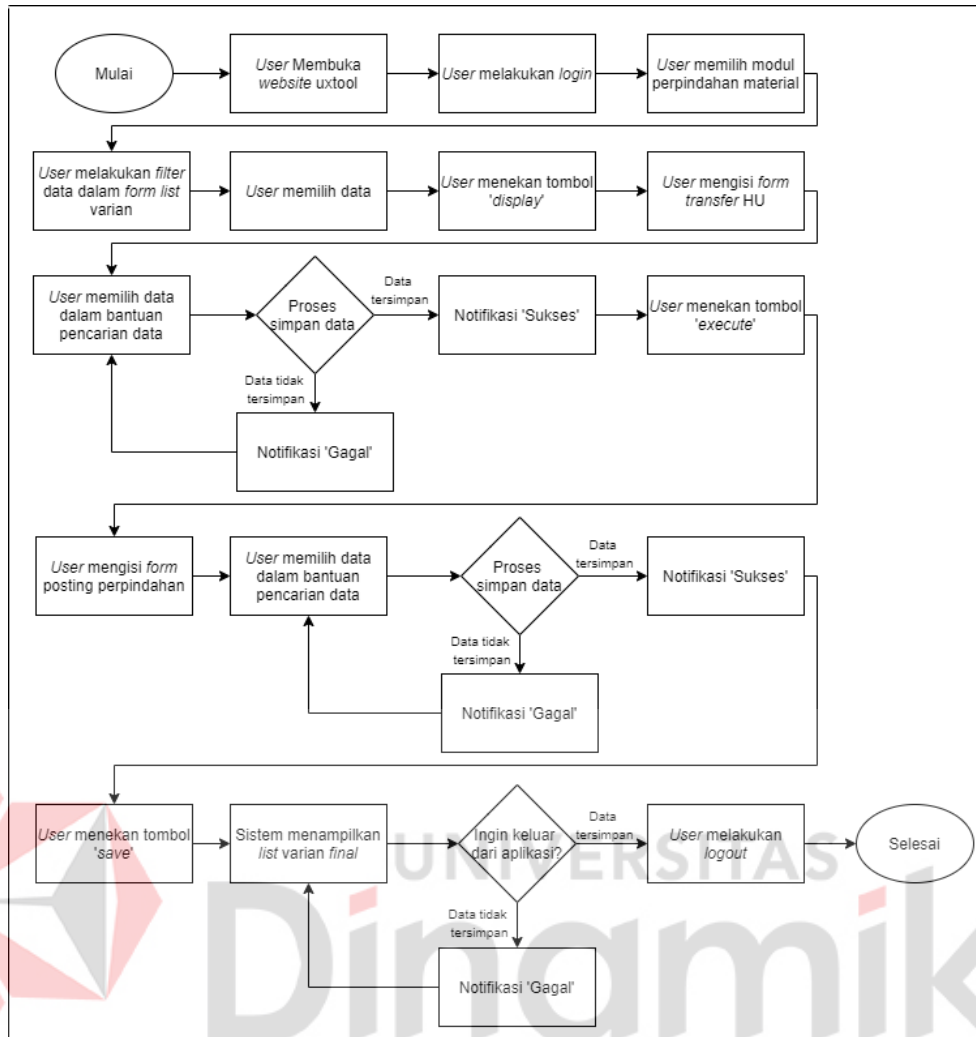 Mulai
User Membuka
website uxtool
User melakukan login
User memilih modul
perpindahan material
User melakukan filter
data dalam form list
varian
User memilih data
User menekan tombol
'display'
User mengisi form
transfer HU
User memilih data
dalam bantuan
pencarian data
Proses
simpan data
Data
tersimpan
Notifikasi 'Sukses'
User menekan tombol
'execute'
Data tidak
tersimpan
Notifikasi 'Gagal'
User mengisi form
posting perpindahan
User memilih data
dalam bantuan
pencarian data
Proses
simpan data
Data
tersimpan
Notifikasi 'Sukses'
Data tidak
tersimpan
Notifikasi 'Gagal'
User menekan tombol
'save'
Sistem menampilkan
list varian final
Ingin keluar
dari aplikasi?
Data
tersimpan
User melakukan
logout
Selesai
Data tidak
tersimpan
Notifikasi 'Gagal'
UNIVERSITAS
Dinamik